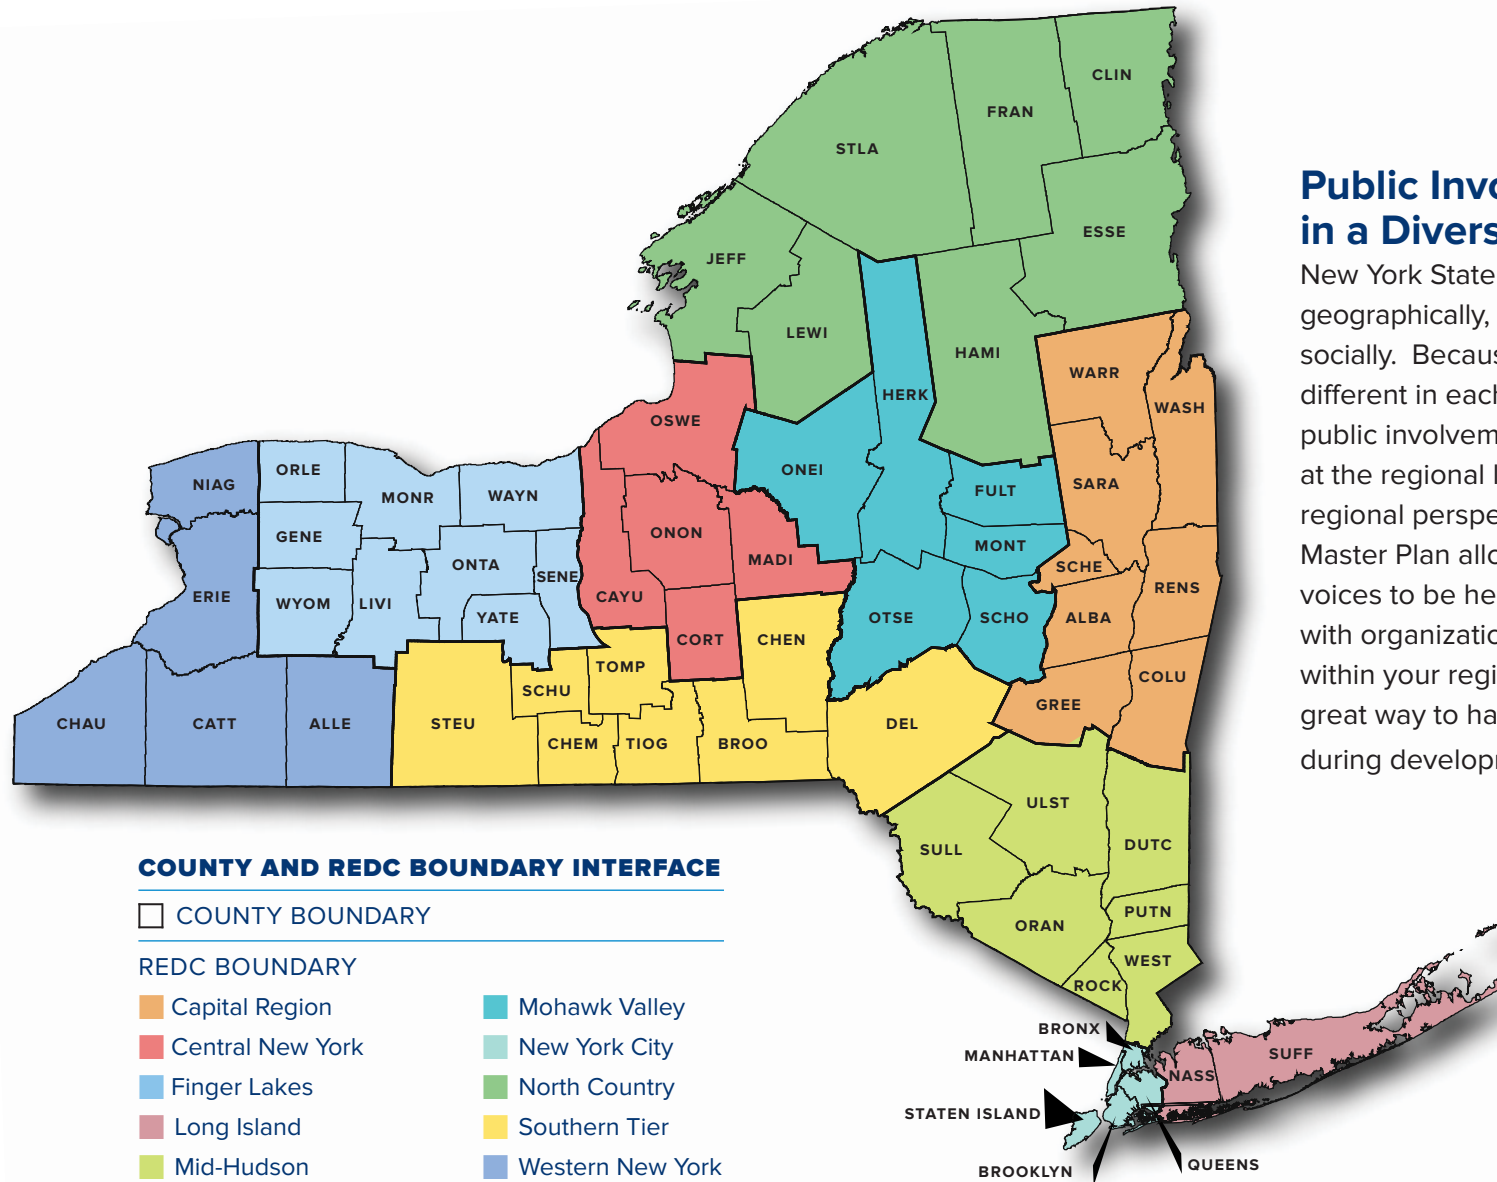 CLIN
FRAN
STLA
ESSE
JEFF
LEWI
HAMI
WARR
HERK
WASH
OSWE
ONEI
ORLE
NIAG
MONR
WAYN
FULT
SARA
GENE
ONON
MONT
MADI
ONTA
SENE
SCHE
RENS
ERIE
WYOM
LIVI
YATE
CAYU
OTSE
SCHO
ALBA
CORT
CHEN
TOMP
COLU
SCHU
GREE
CHAU
CATT
ALLE
STEU
CHEM
TIOG
BROO
DEL
ULST
SULL
DUTC
PUTN
ORAN
WEST
ROCK
BRONX
MANHATTAN
SUFF
NASS
STATEN ISLAND
BROOKLYN
QUEENS
Public Invo
in a Divers
New York State
geographically,
socially. Becaus
different in each
public involvem
at the regional l
regional perspe
Master Plan allo
voices to be he
with organizatio
within your regi
great way to ha
during developm
COUNTY AND REDC BOUNDARY INTERFACE
COUNTY BOUNDARY
REDC BOUNDARY
Capital Region
Central New York
Finger Lakes
Long Island
Mid-Hudson
Mohawk Valley
New York City
North Country
Southern Tier
Western New York